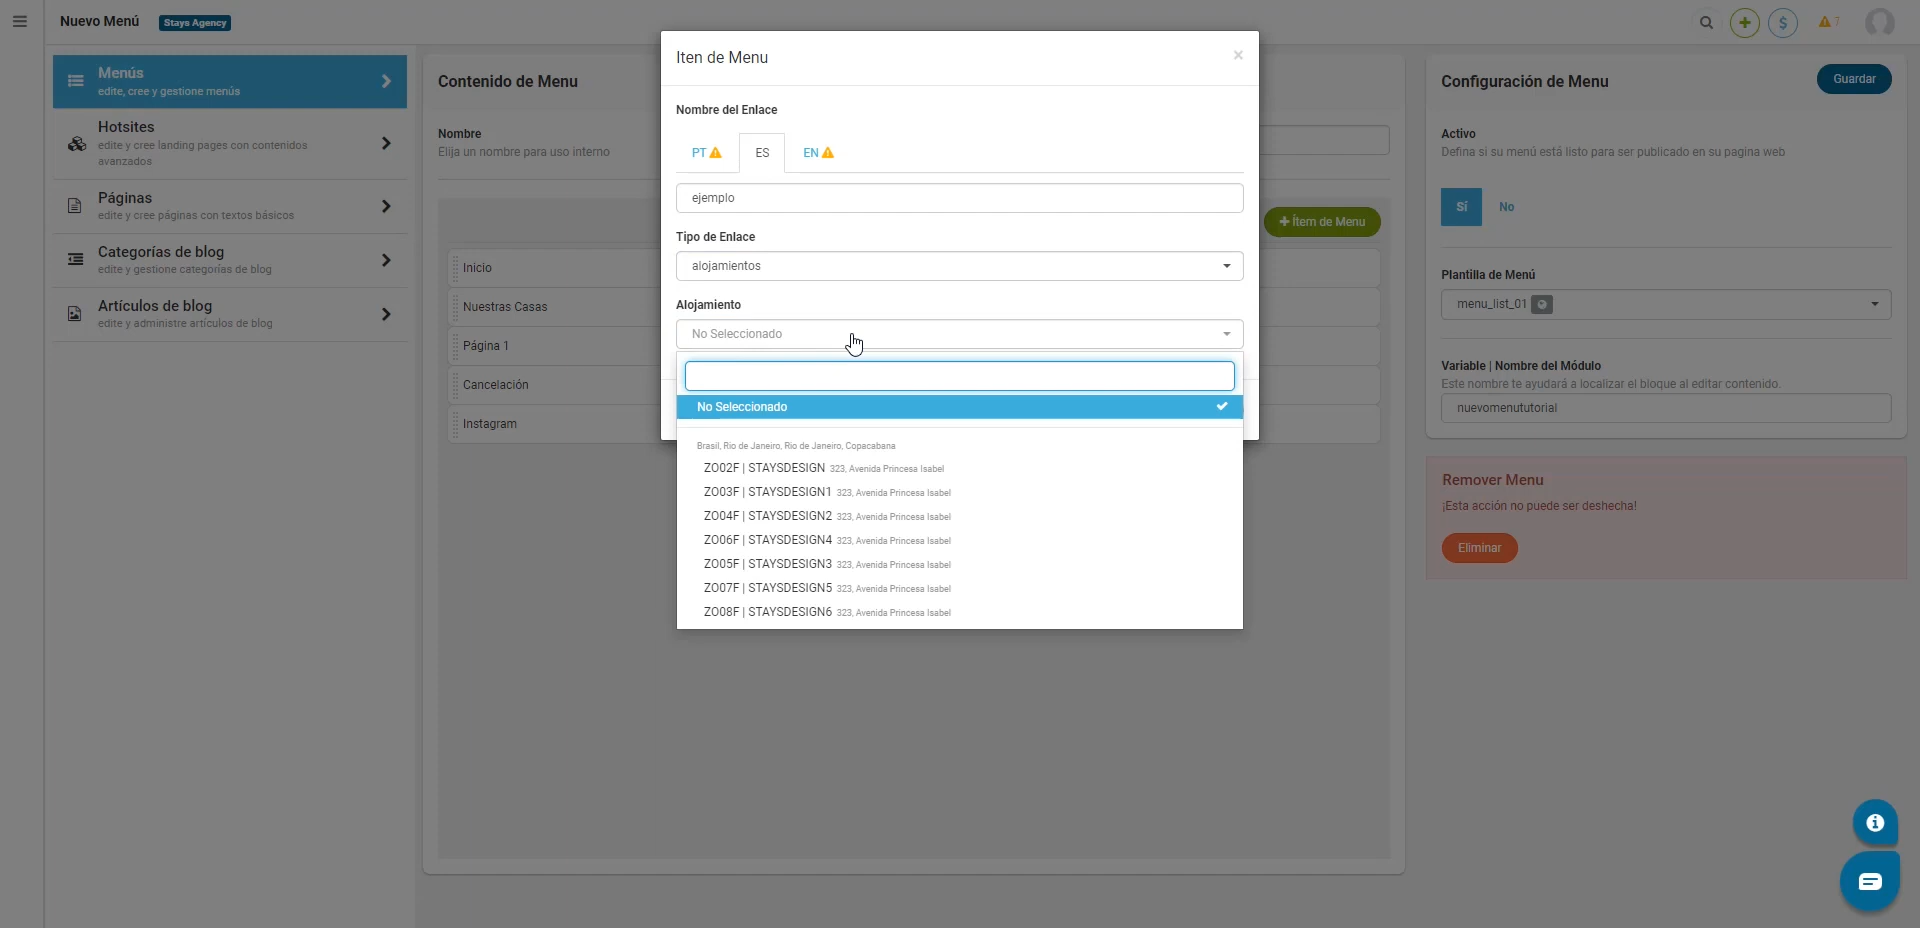 Nuevo Menú
Stays Agency
7
Menús
edite, cree y gestione menús
Hotsites
edite y cree landing pages con contenidos
avanzados
Páginas
edite y cree páginas con textos básicos
Categorías de blog
edite y gestione categorías de blog
Artículos de blog
edite y administre artículos de blog
Contenido de Menu
Nombre
Elija un nombre para uso interno
Ítem de Menu
Inicio
Nuestras Casas
Página 1
Cancelación
Instagram
Iten de Menu
×
Nombre del Enlace
PT
ES
EN
ejemplo
Tipo de Enlace
alojamientos
Alojamiento
No Seleccionado
No Seleccionado
Brasil, Rio de Janeiro, Rio de Janeiro, Copacabana
ZO02F | STAYSDESIGN 323, Avenida Princesa Isabel
ZO03F | STAYSDESIGN1 323, Avenida Princesa Isabel
ZO04F | STAYSDESIGN2 323, Avenida Princesa Isabel
ZO06F | STAYSDESIGN4 323, Avenida Princesa Isabel
ZO05F | STAYSDESIGN3 323, Avenida Princesa Isabel
ZO07F | STAYSDESIGN5 323, Avenida Princesa Isabel
ZO08F | STAYSDESIGN6 323, Avenida Princesa Isabel
Configuración de Menu
Guardar
Activo
Defina si su menú está listo para ser publicado en su pagina web
Sí
No
Plantilla de Menú
menu_list_01
Variable | Nombre del Módulo
Este nombre te ayudará a localizar el bloque al editar contenido.
nuevomenututorial
Remover Menu
¡Esta acción no puede ser deshecha!
Eliminar